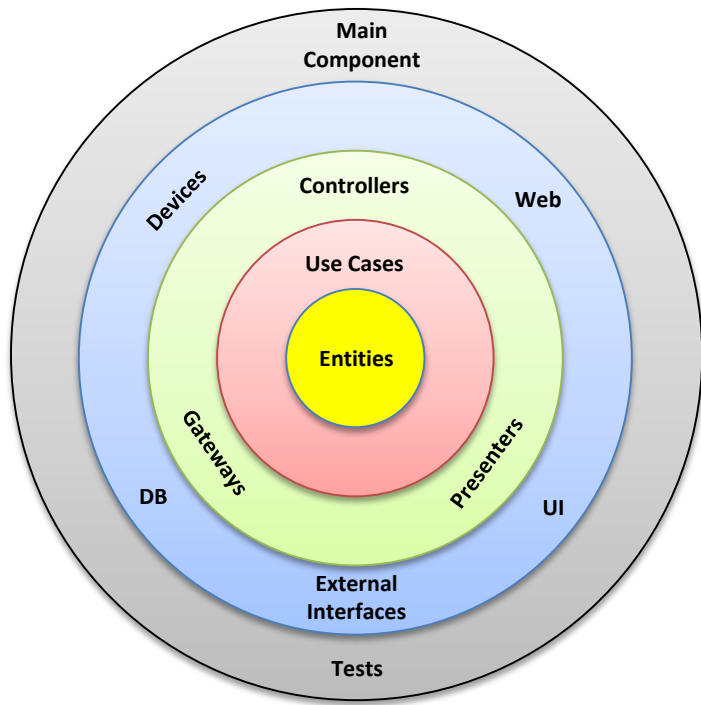 Main
Component
Devices
Controllers
Web
Use Cases
Entities
Gateways
Presenters
DB
UI
External
Interfaces
Tests